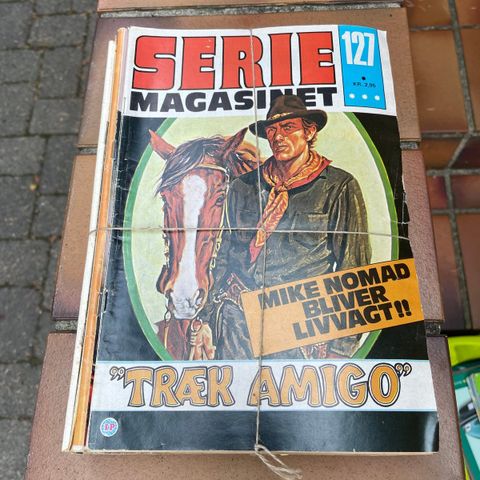 SERIE
MAGASINET
127
KR. 2,95
MIKE NOMAD
BLIVER
LIVVAGT!!
"TRÆK AMIGO"